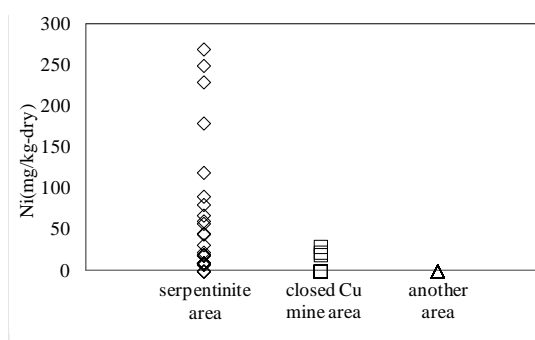 300
250
200
150
100
50
0
Ni(mg/kg-dry)
serpentinite area
closed Cu mine area
another area